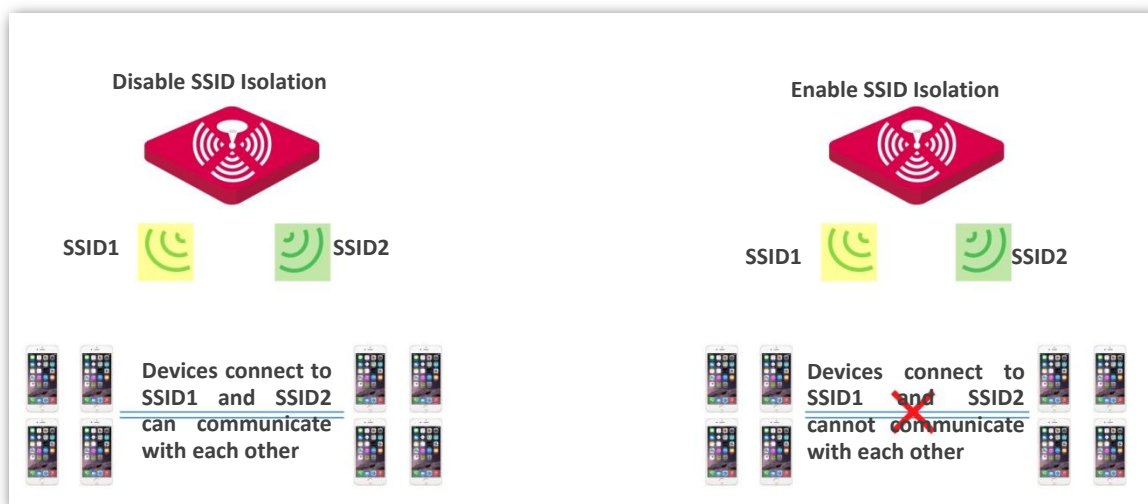 Disable SSID Isolation
SSID1
SSID2
Devices connect to
SSID1 and SSID2
can communicate
with each other
Enable SSID Isolation
SSID1
SSID2
Devices connect to
SSID1 and SSID2
cannot communicate
with each other